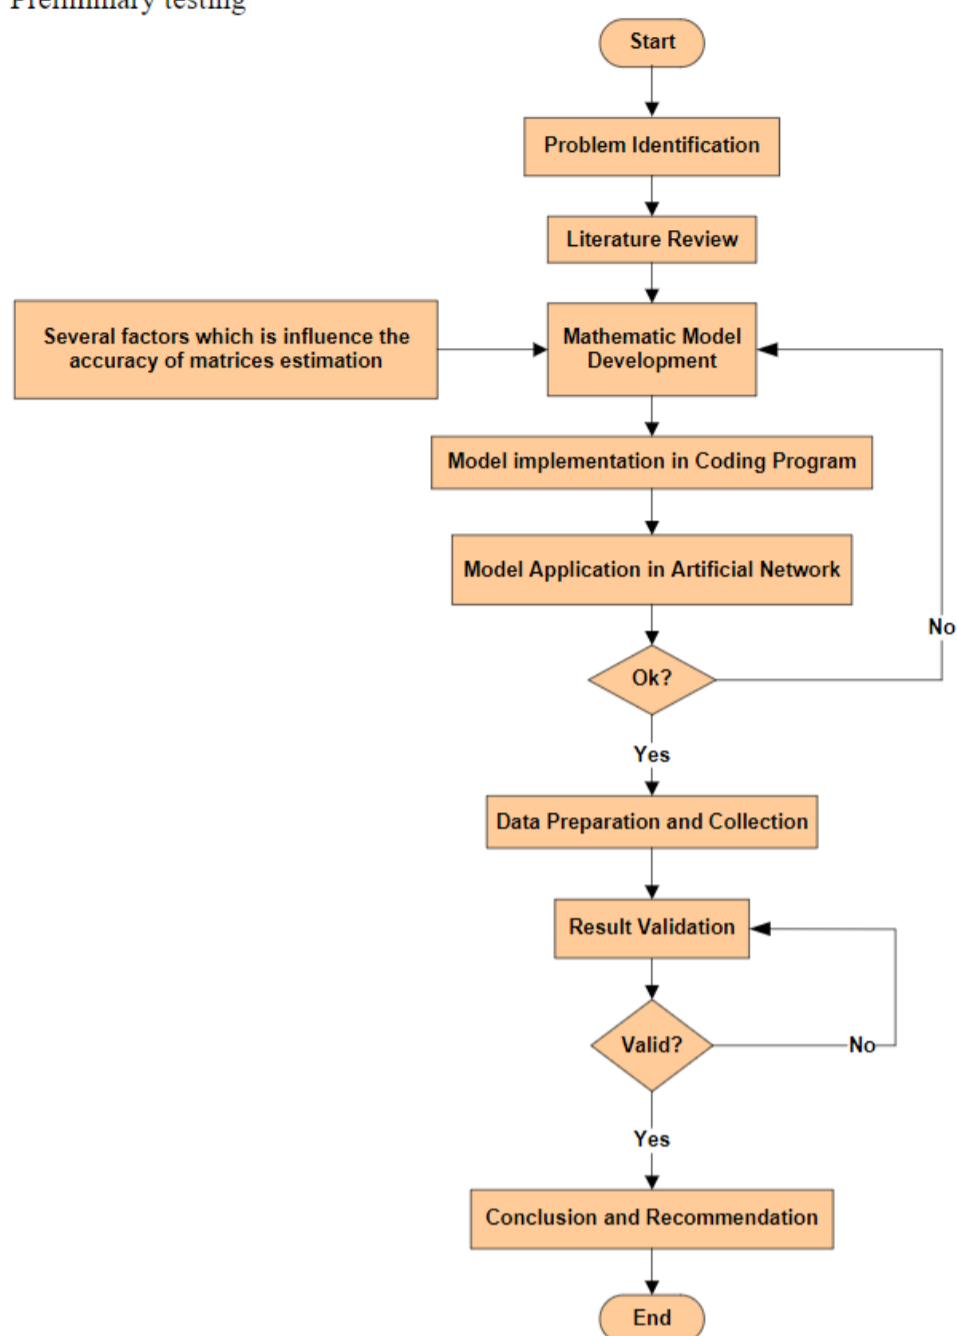 Preliminary testing
Start
Problem Identification
Literature Review
Several factors which is influence the
accuracy of matrices estimation
Mathematic Model
Development
Model implementation in Coding Program
Model Application in Artificial Network
No
Ok?
Yes
Data Preparation and Collection
Result Validation
Valid?
No
Yes
Conclusion and Recommendation
End